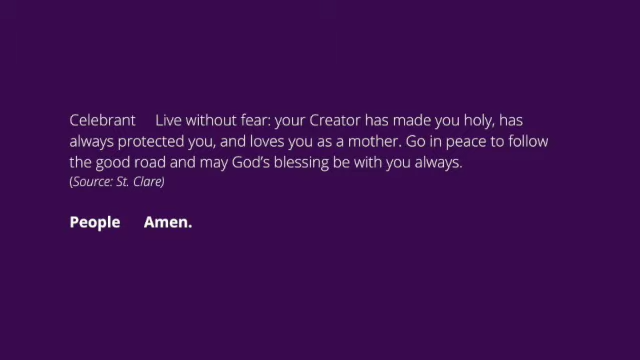 Celebrant Live without fear: your Creator has made you holy, has
always protected you, and loves you as a mother. Go in peace to follow
the good road and may God’s blessing be with you always.
(Source: St. Clare)
People Amen.